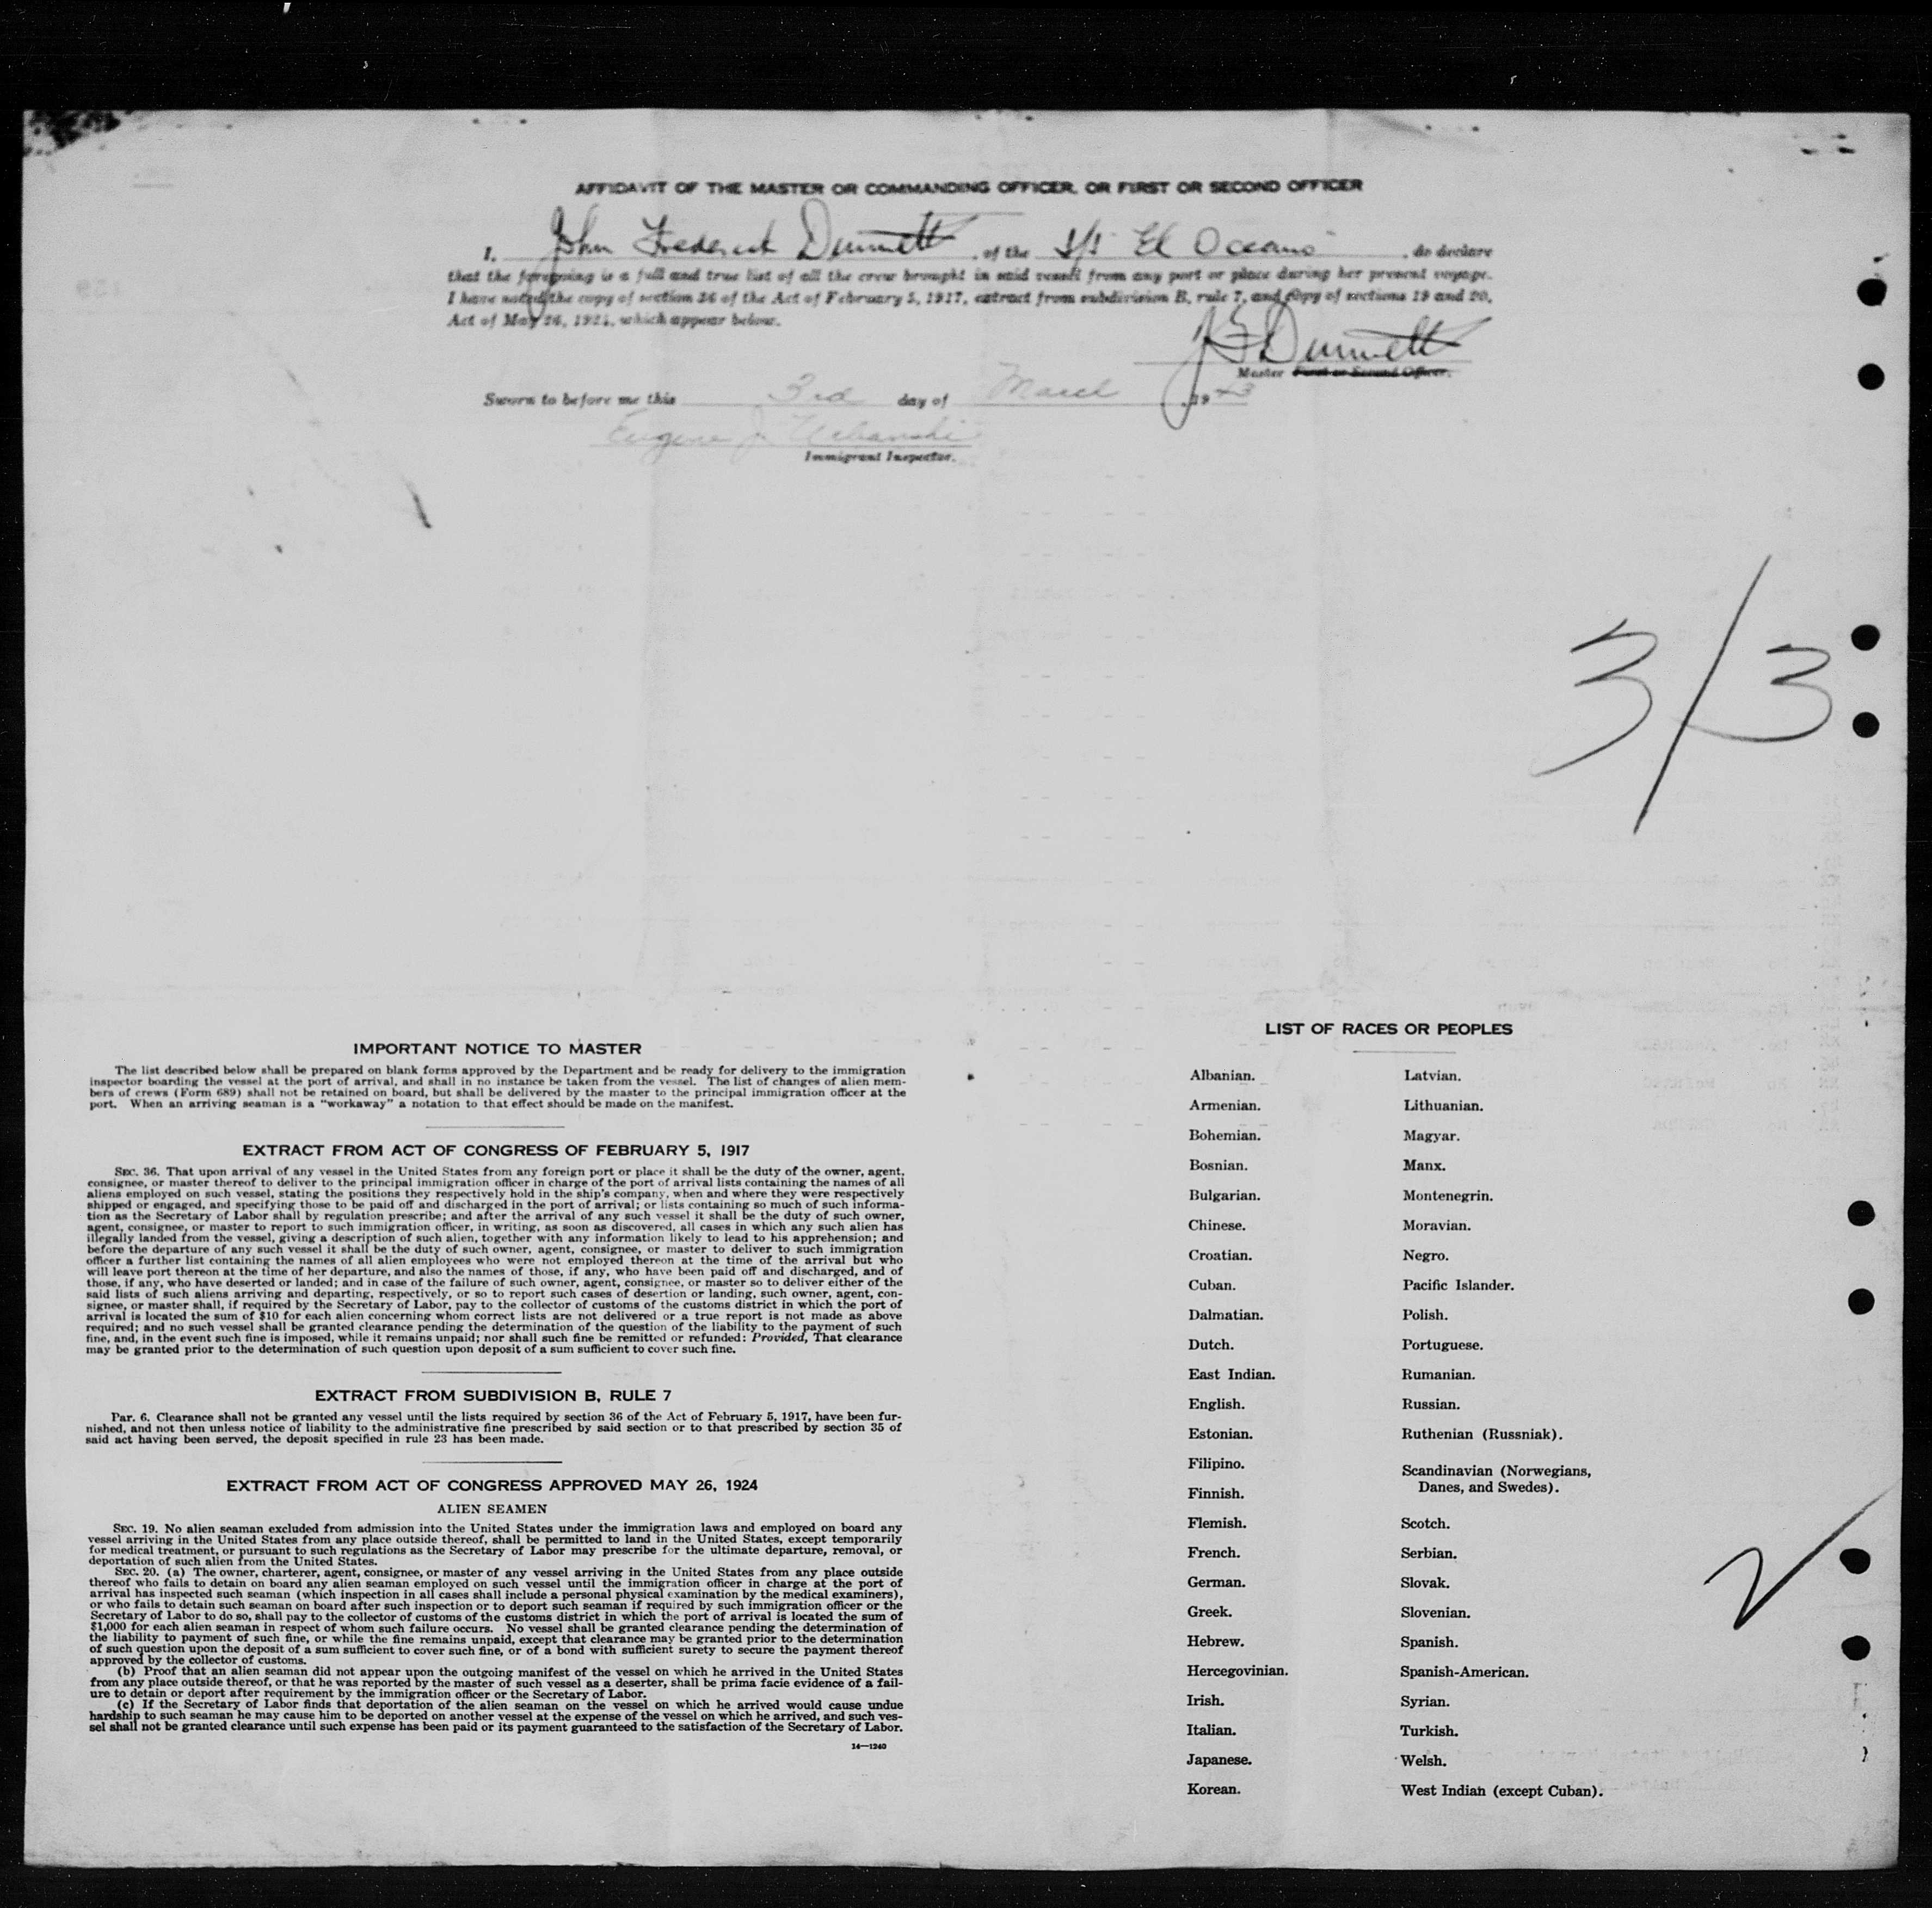 AFFIDAVIT OF THE MASTER OR COMMANDING OFFICER, OR FIRST OR SECOND OFFICER
I, John Frederick Dunnett, of the S/S El Oceano, do declare
that the foregoing is a full and true list of all the crew brought in said vessel from any port or place during her present voyage.
I have noted the copy of section 36 of the Act of February 5, 1917, extract from subdivision B, rule 7, and copy of sections 19 and 20,
Act of May 26, 1924, which appear below.
J F Dunnett
Master First or Second Officer.
Sworn to before me this 3rd day of March, 1943
Eugene J. Urbanski
Immigrant Inspector.
3/3
IMPORTANT NOTICE TO MASTER
The list described below shall be prepared on blank forms approved by the Department and be ready for delivery to the immigration
inspector boarding the vessel at the port of arrival, and shall in no instance be taken from the vessel. The list of changes of alien mem-
bers of crews (Form 689) shall not be retained on board, but shall be delivered by the master to the principal immigration officer at the
port. When an arriving seaman is a "workaway" a notation to that effect should be made on the manifest.
EXTRACT FROM ACT OF CONGRESS OF FEBRUARY 5, 1917
SEC. 36. That upon arrival of any vessel in the United States from any foreign port or place it shall be the duty of the owner, agent,
consignee, or master thereof to deliver to the principal immigration officer in charge of the port of arrival lists containing the names of all
aliens employed on such vessel, stating the positions they respectively hold in the ship's company, when and where they were respectively
shipped or engaged, and specifying those to be paid off and discharged in the port of arrival; or lists containing so much of such informa-
tion as the Secretary of Labor shall by regulation prescribe; and after the arrival of any such vessel it shall be the duty of such owner,
agent, consignee, or master to report to such immigration officer, in writing, as soon as discovered, all cases in which any such alien has
illegally landed from the vessel, giving a description of such alien, together with any information likely to lead to his apprehension; and
before the departure of any such vessel it shall be the duty of such owner, agent, consignee, or master to deliver to such immigration
officer a further list containing the names of all alien employees who were not employed thereon at the time of the arrival but who
will leave port thereon at the time of her departure, and also the names of those, if any, who have been paid off and discharged, and of
those, if any, who have deserted or landed; and in case of the failure of such owner, agent, consignee, or master so to deliver either of the
said lists of such aliens arriving and departing, respectively, or so to report such cases of desertion or landing, such owner, agent, con-
signee, or master shall, if required by the Secretary of Labor, pay to the collector of customs of the customs district in which the port of
arrival is located the sum of $10 for each alien concerning whom correct lists are not delivered or a true report is not made as above
required; and no such vessel shall be granted clearance pending the determination of the question of the liability to the payment of such
fine, and, in the event such fine is imposed, while it remains unpaid; nor shall such fine be remitted or refunded: Provided, That clearance
may be granted prior to the determination of such question upon deposit of a sum sufficient to cover such fine.
EXTRACT FROM SUBDIVISION B, RULE 7
Par. 6. Clearance shall not be granted any vessel until the lists required by section 36 of the Act of February 5, 1917, have been fur-
nished, and not then unless notice of liability to the administrative fine prescribed by said section or to that prescribed by section 35 of
said act having been served, the deposit specified in rule 23 has been made.
EXTRACT FROM ACT OF CONGRESS APPROVED MAY 26, 1924
ALIEN SEAMEN
SEC. 19. No alien seaman excluded from admission into the United States under the immigration laws and employed on board any
vessel arriving in the United States from any place outside thereof, shall be permitted to land in the United States, except temporarily
for medical treatment, or pursuant to such regulations as the Secretary of Labor may prescribe for the ultimate departure, removal, or
deportation of such alien from the United States.
SEC. 20. (a) The owner, charterer, agent, consignee, or master of any vessel arriving in the United States from any place outside
thereof who fails to detain on board any alien seaman employed on such vessel until the immigration officer in charge at the port of
arrival has inspected such seaman (which inspection in all cases shall include a personal physical examination by the medical examiners),
or who fails to detain such seaman on board after such inspection or to deport such seaman if required by such immigration officer or the
Secretary of Labor to do so, shall pay to the collector of customs of the customs district in which the port of arrival is located the sum of
$1,000 for each alien seaman in respect of whom such failure occurs. No vessel shall be granted clearance pending the determination of
the liability to payment of such fine, or while the fine remains unpaid, except that clearance may be granted prior to the determination
of such question upon the deposit of a sum sufficient to cover such fine, or of a bond with sufficient surety to secure the payment thereof
approved by the collector of customs.
(b) Proof that an alien seaman did not appear upon the outgoing manifest of the vessel on which he arrived in the United States
from any place outside thereof, or that he was reported by the master of such vessel as a deserter, shall be prima facie evidence of a fail-
ure to detain or deport after requirement by the immigration officer or the Secretary of Labor.
(c) If the Secretary of Labor finds that deportation of the alien seaman on the vessel on which he arrived would cause undue
hardship to such seaman he may cause him to be deported on another vessel at the expense of the vessel on which he arrived, and such ves-
sel shall not be granted clearance until such expense has been paid or its payment guaranteed to the satisfaction of the Secretary of Labor.
14—1240
LIST OF RACES OR PEOPLES
Albanian.
Armenian.
Bohemian.
Bosnian.
Bulgarian.
Chinese.
Croatian.
Cuban.
Dalmatian.
Dutch.
East Indian.
English.
Estonian.
Filipino.
Finnish.
Flemish.
French.
German.
Greek.
Hebrew.
Hercegovinian.
Irish.
Italian.
Japanese.
Korean.
Latvian.
Lithuanian.
Magyar.
Manx.
Montenegrin.
Moravian.
Negro.
Pacific Islander.
Polish.
Portuguese.
Rumanian.
Russian.
Ruthenian (Russniak).
Scandinavian (Norwegians,
Danes, and Swedes).
Scotch.
Serbian.
Slovak.
Slovenian.
Spanish.
Spanish-American.
Syrian.
Turkish.
Welsh.
West Indian (except Cuban).